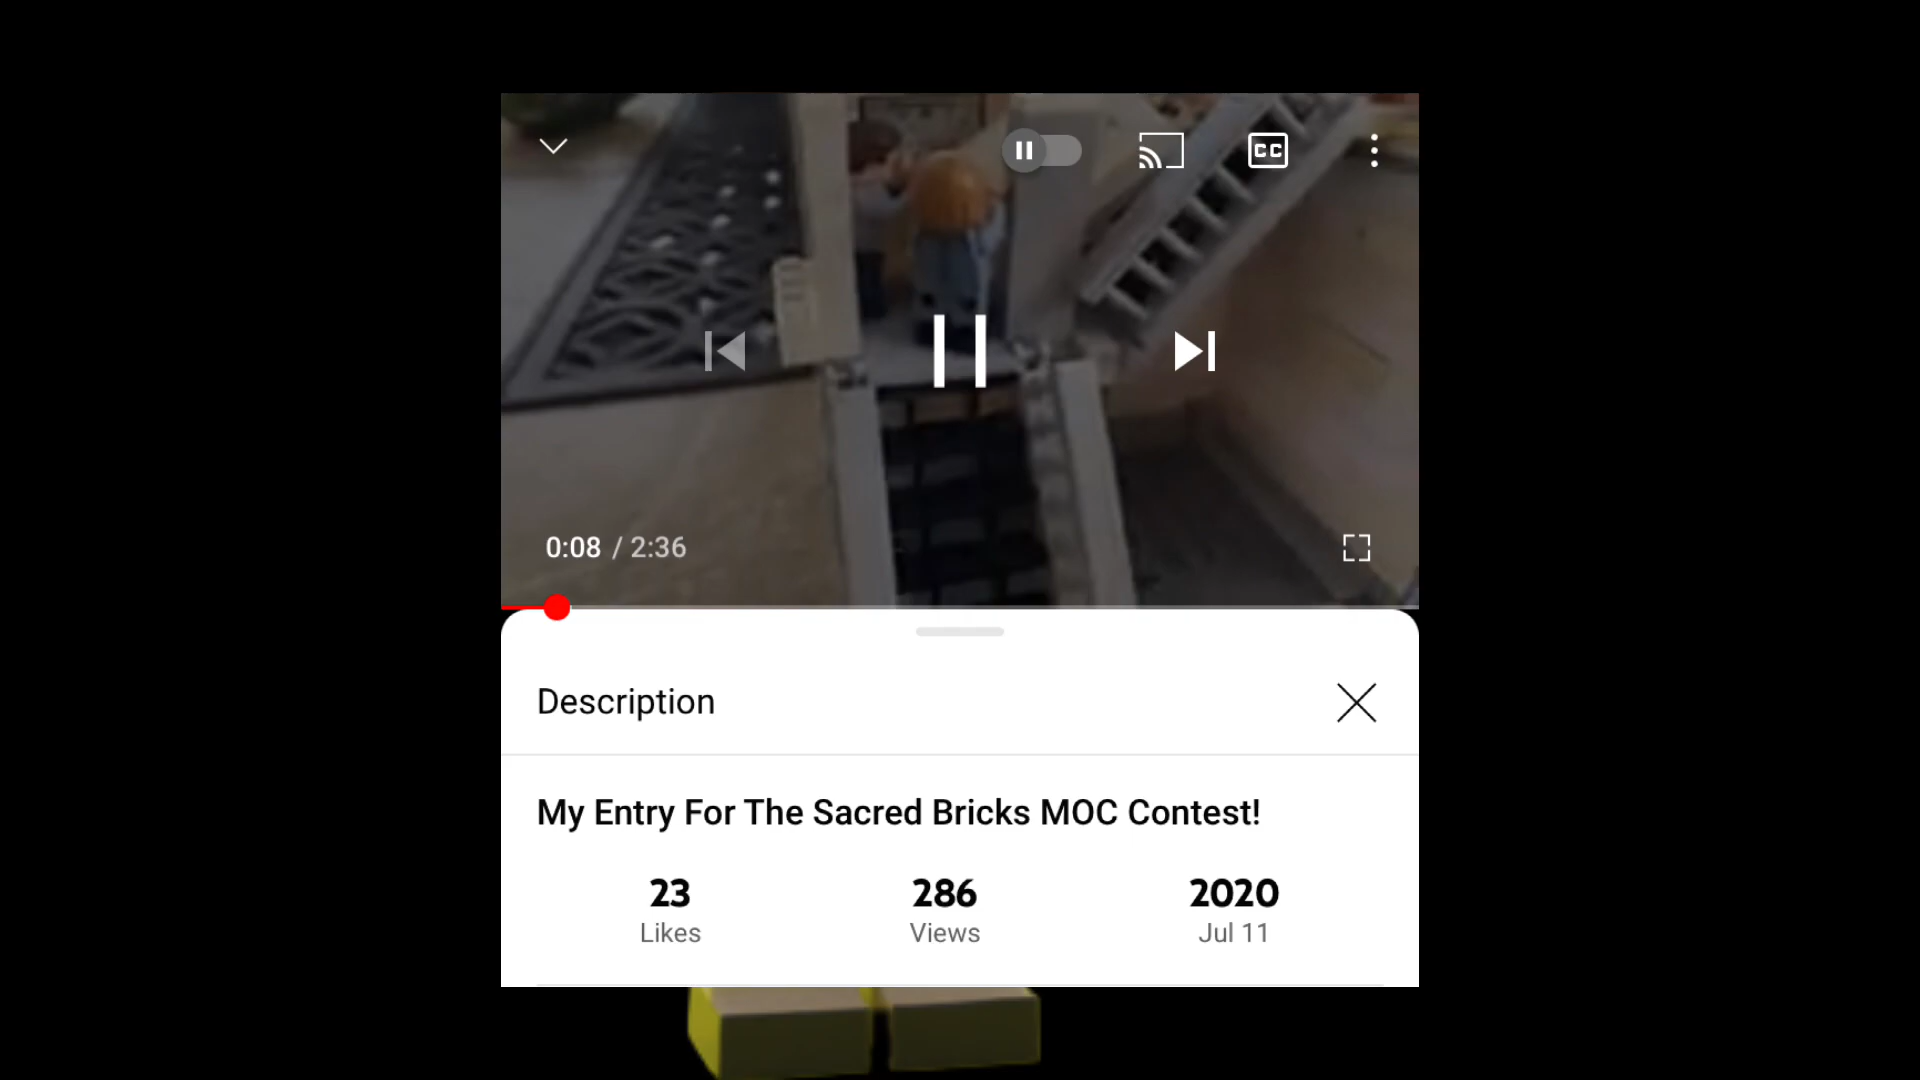 CC
0:08 / 2:36
Description
My Entry For The Sacred Bricks MOC Contest!
23 286 2020
Likes Views Jul 11